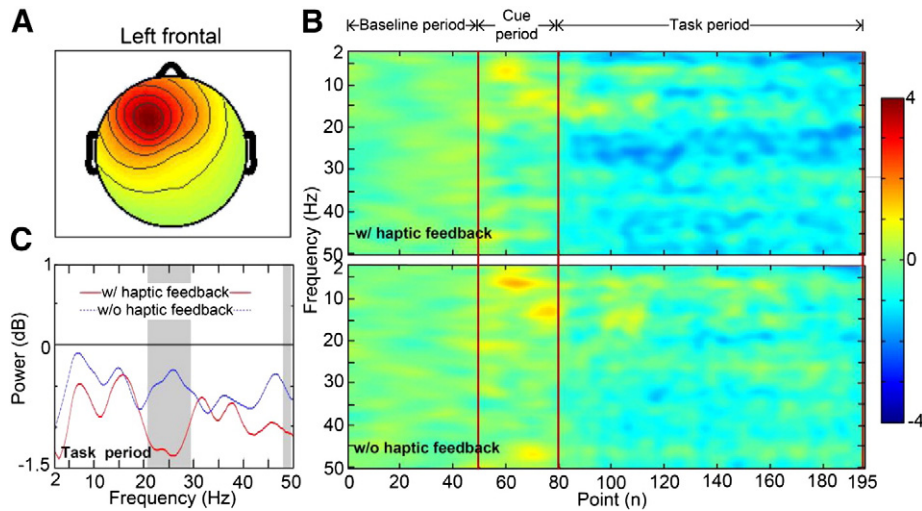 A
Left frontal
B
Baseline period
Cue
period
Task period
2
10
20
30
40
50
Frequency (Hz)
w/ haptic feedback
4
2
0
-2
-4
2
10
20
30
40
50
w/o haptic feedback
0
20
40
60
80
100
120
140
160
180
195
Point (n)
C
1
0
-1.5
Power (dB)
w/ haptic feedback
w/o haptic feedback
Task period
2
10
20
30
40
50
Frequency (Hz)